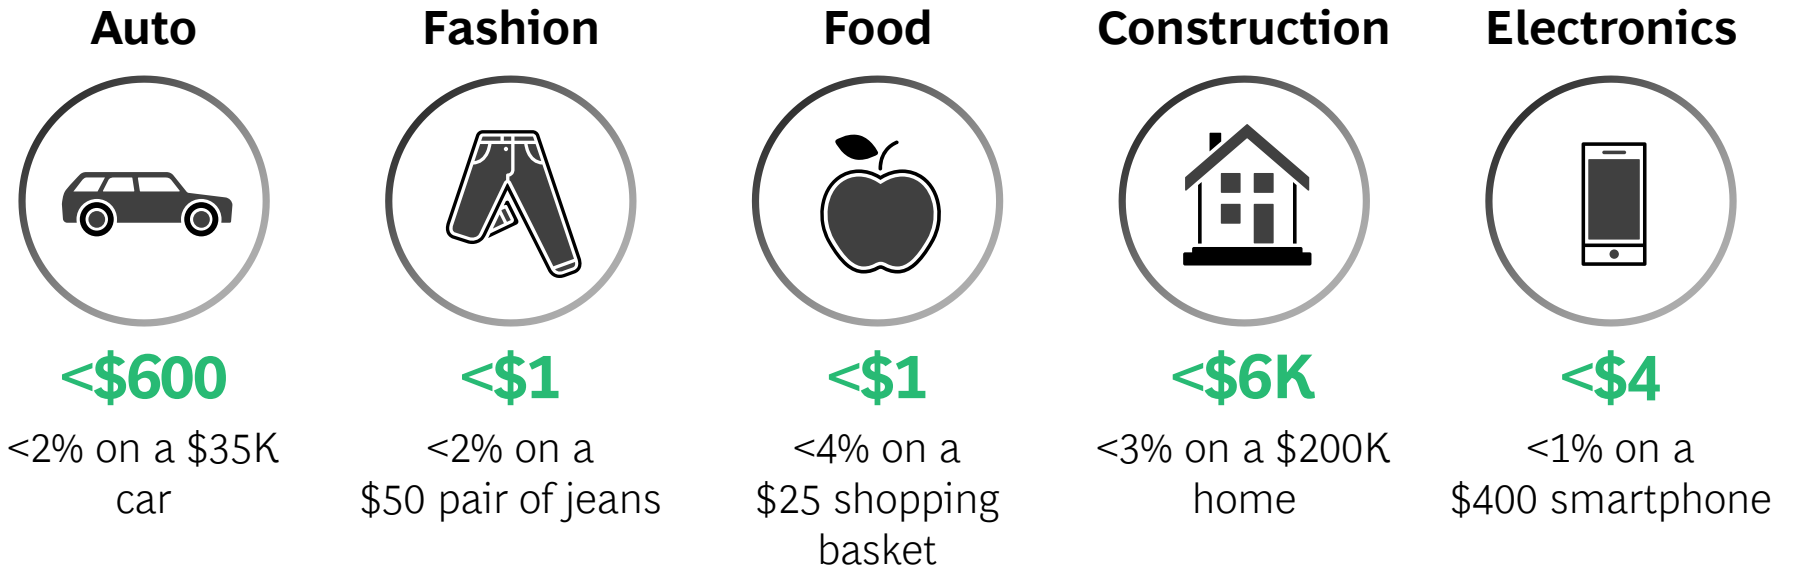 Auto
<$600
<2% on a $35K
car
Fashion
<$1
<2% on a
$50 pair of jeans
Food
<$1
<4% on a
$25 shopping
basket
Construction
<$6K
<3% on a $200K
home
Electronics
<$4
<1% on a
$400 smartphone